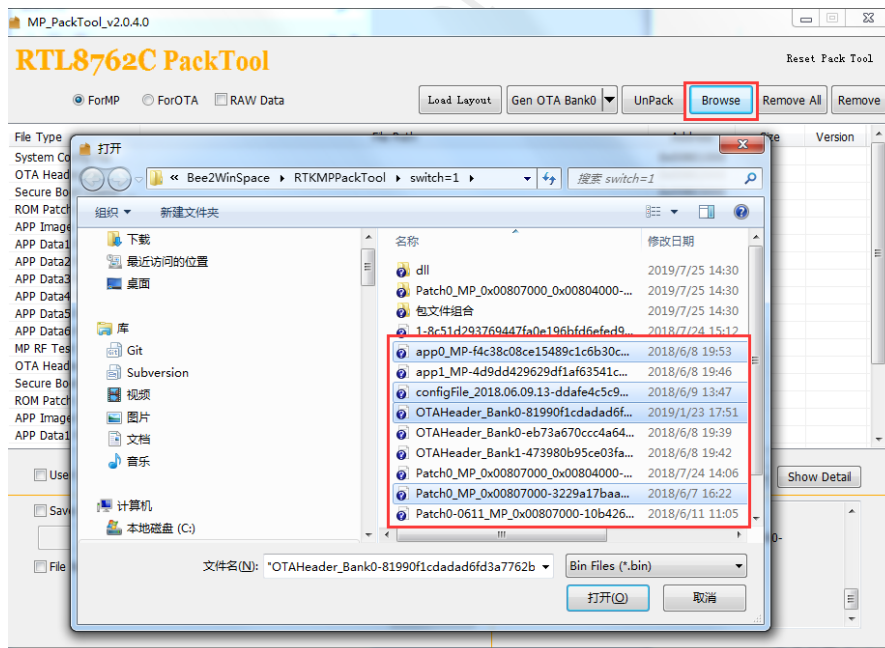 MP_PackTool_v2.0.4.0
RTL8762C PackTool
Reset Pack Tool
ForMP ForOTA RAW Data Load Layout Gen OTA Bank0 UnPack Browse Remove All Remove
File Type Version
System Co
OTA Head
Secure Bo
ROM Patch
APP Image
APP Data1
APP Data2
APP Data3
APP Data4
APP Data5
APP Data6
MP RF Tes
OTA Head
Secure Bo
ROM Patch
APP Image
APP Data1
Use
Show Detail
Save
File
0-
打开
« Bee2WinSpace RTKMPPackTool switch=1
搜索 switch=1
组织 新建文件夹
下载
最近访问的位置
桌面
库
Git
Subversion
视频
图片
文档
音乐
计算机
本地磁盘 (C:)
名称 修改日期
dll 2019/7/25 14:30
Patch0_MP_0x00807000_0x00804000-... 2019/7/25 14:30
包文件组合 2019/7/25 14:30
1-8c51d293769447fa0e196bfd6efed9... 2018/7/24 15:12
app0_MP-f4c38c08ce15489c1c6b30c... 2018/6/8 19:53
app1_MP-4d9dd429629df1af63541c... 2018/6/8 19:46
configFile_2018.06.09.13-ddafe4c5c9... 2018/6/9 13:47
OTAHeader_Bank0-81990f1cdadad6f... 2019/1/23 17:51
OTAHeader_Bank0-eb73a670ccc4a64... 2018/6/8 19:39
OTAHeader_Bank1-473980b95ce03fa... 2018/6/8 19:42
Patch0_MP_0x00807000_0x00804000-... 2018/7/24 14:06
Patch0_MP_0x00807000-3229a17baa... 2018/6/7 16:22
Patch0-0611_MP_0x00807000-10b426... 2018/6/11 11:05
文件名(N): "OTAHeader_Bank0-81990f1cdadad6fd3a7762b Bin Files (*.bin)
打开(O) 取消